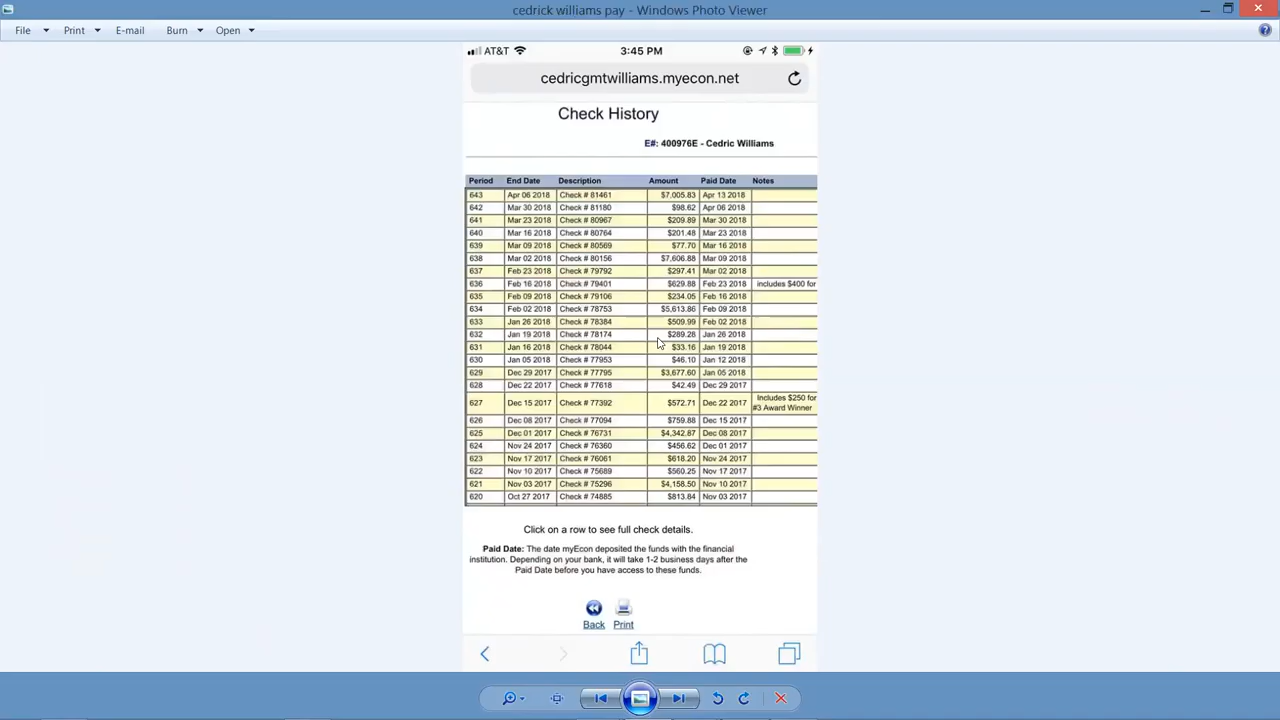 cedrick williams pay - Windows Photo Viewer
File Print E-mail Burn Open
AT&T 3:45 PM
cedricgmtwilliams.myecon.net
Check History
E#: 400976E - Cedric Williams
Period End Date Description Amount Paid Date Notes
643 Apr 06 2018 Check # 81461 $7,005.83 Apr 13 2018
642 Mar 30 2018 Check # 81180 $98.62 Apr 06 2018
641 Mar 23 2018 Check # 80967 $209.89 Mar 30 2018
640 Mar 16 2018 Check # 80764 $201.48 Mar 23 2018
639 Mar 09 2018 Check # 80569 $77.70 Mar 16 2018
638 Mar 02 2018 Check # 80156 $7,606.88 Mar 09 2018
637 Feb 23 2018 Check # 79792 $297.41 Mar 02 2018
636 Feb 16 2018 Check # 79401 $629.88 Feb 23 2018 includes $400 for
635 Feb 09 2018 Check # 79106 $234.05 Feb 16 2018
634 Feb 02 2018 Check # 78753 $5,613.86 Feb 09 2018
633 Jan 26 2018 Check # 78384 $509.99 Feb 02 2018
632 Jan 19 2018 Check # 78174 $289.28 Jan 26 2018
631 Jan 16 2018 Check # 78044 $33.16 Jan 19 2018
630 Jan 05 2018 Check # 77953 $46.10 Jan 12 2018
629 Dec 29 2017 Check # 77795 $3,677.60 Jan 05 2018
628 Dec 22 2017 Check # 77618 $42.49 Dec 29 2017
627 Dec 15 2017 Check # 77392 $572.71 Dec 22 2017 Includes $250 for
#3 Award Winner
626 Dec 08 2017 Check # 77094 $759.88 Dec 15 2017
625 Dec 01 2017 Check # 76731 $4,342.87 Dec 08 2017
624 Nov 24 2017 Check # 76360 $456.62 Dec 01 2017
623 Nov 17 2017 Check # 76061 $618.20 Nov 24 2017
622 Nov 10 2017 Check # 75689 $560.25 Nov 17 2017
621 Nov 03 2017 Check # 75296 $4,158.50 Nov 10 2017
620 Oct 27 2017 Check # 74885 $813.84 Nov 03 2017
Click on a row to see full check details.
Paid Date: The date myEcon deposited the funds with the financial
institution. Depending on your bank, it will take 1-2 business days after the
Paid Date before you have access to these funds.
Back Print